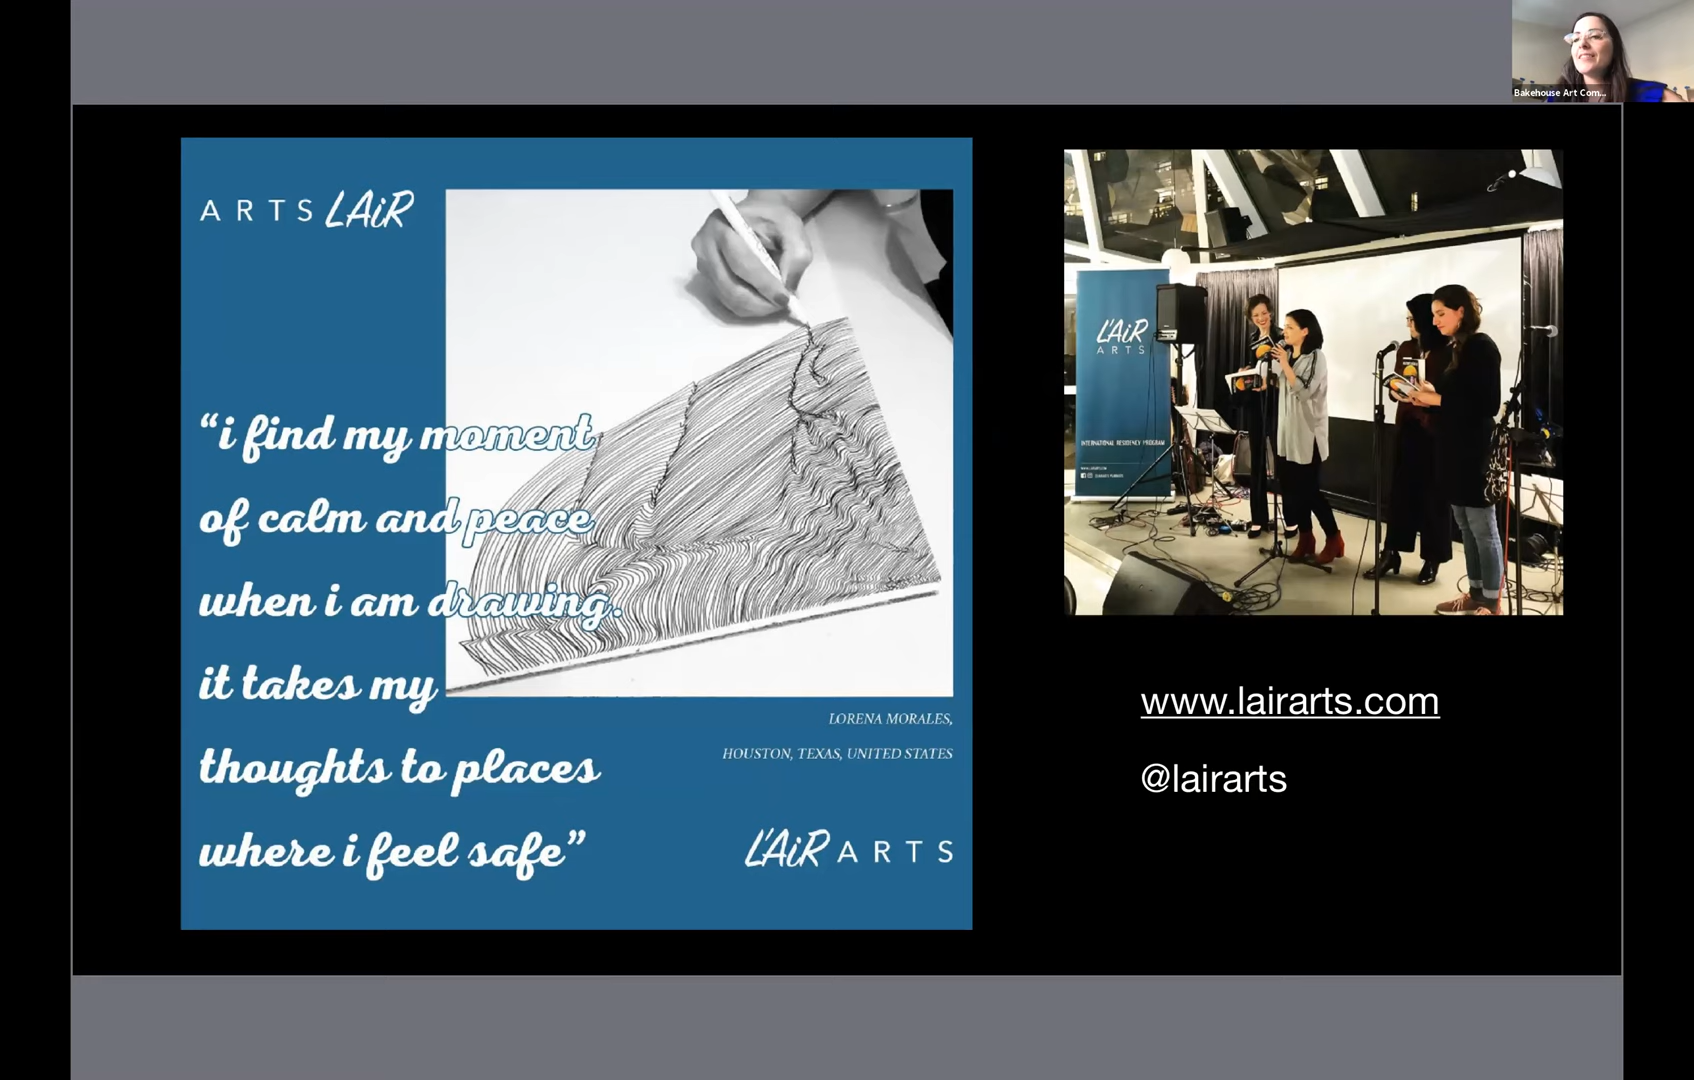 Bakehouse Art Com...
ARTS LAiR
“i find my moment
of calm and peace
when i am drawing.
it takes my
thoughts to places
where i feel safe”
LORENA MORALES,
HOUSTON, TEXAS, UNITED STATES
L'AiR ARTS
L'AiR
ARTS
INTERNATIONAL RESIDENCY PROGRAM
www.lairarts.com
@lairarts